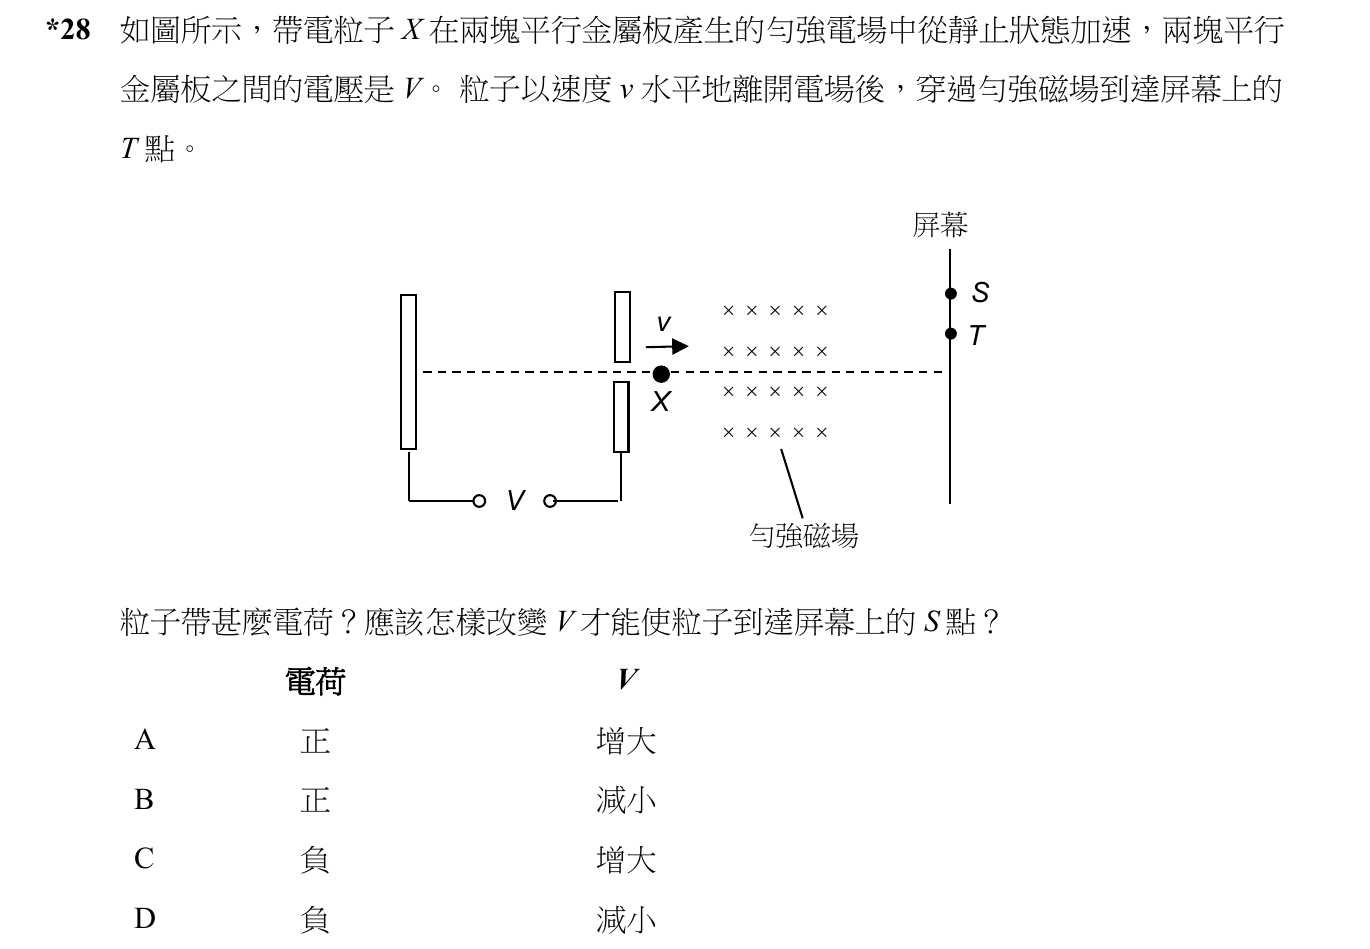 *28 如圖所示，帶電粒子 X 在兩塊平行金屬板產生的勻強電場中從靜止狀態加速，兩塊平行
金屬板之間的電壓是 V。 粒子以速度 v 水平地離開電場後，穿過勻強磁場到達屏幕上的
T 點。
屏幕
S
v
× × × × ×
T
× × × × ×
X
× × × × ×
× × × × ×
V
勻強磁場
粒子帶甚麼電荷？應該怎樣改變 V 才能使粒子到達屏幕上的 S 點？
電荷 V
A 正 增大
B 正 減小
C 負 增大
D 負 減小